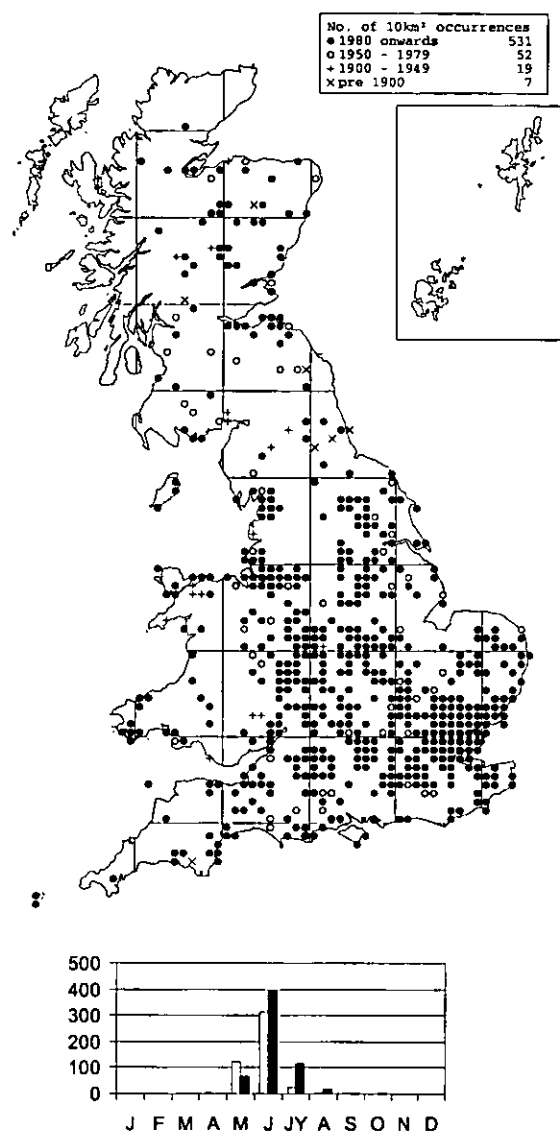 No. of 10km² occurrences
● 1980 onwards 531
○ 1950 - 1979 52
+ 1900 - 1949 19
× pre 1900 7
500
400
300
200
100
0
J F M A M J JY A S O N D